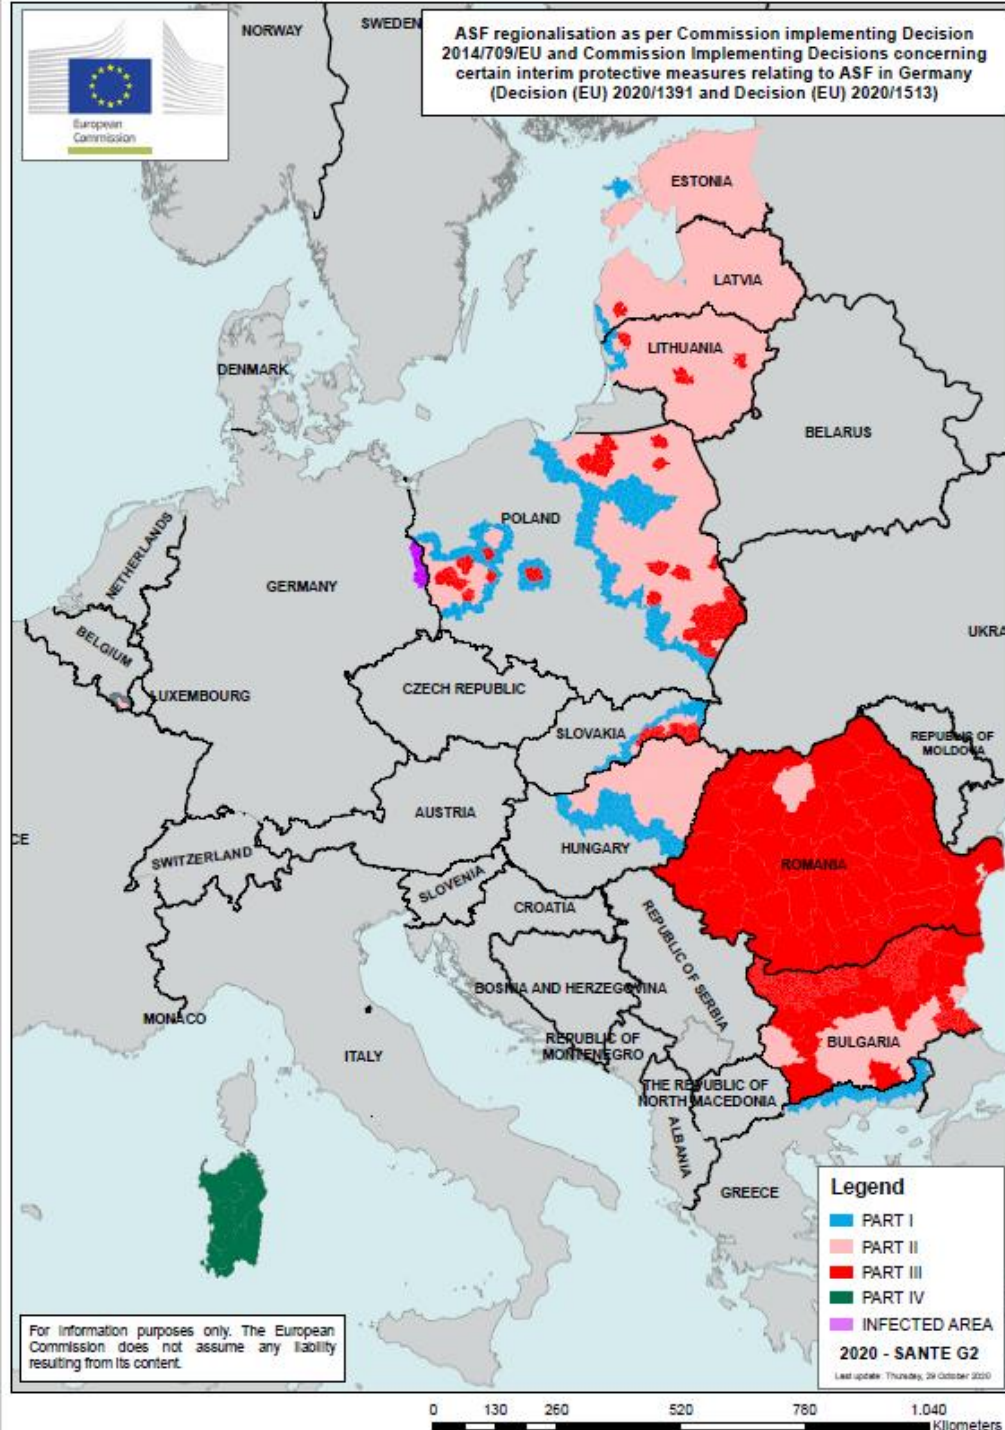 NORWAY
SWEDEN
ASF regionalisation as per Commission implementing Decision
2014/709/EU and Commission Implementing Decisions concerning
certain interim protective measures relating to ASF in Germany
(Decision (EU) 2020/1391 and Decision (EU) 2020/1513)
European
Commission
ESTONIA
LATVIA
LITHUANIA
DENMARK
BELARUS
POLAND
NETHERLANDS
GERMANY
BELGIUM
UKRA
LUXEMBOURG
CZECH REPUBLIC
SLOVAKIA
REPUBLIC OF
MOLDOVA
AUSTRIA
CE
HUNGARY
SWITZERLAND
ROMANIA
SLOVENIA
CROATIA
REPUBLIC OF SERBIA
BOSNIA AND HERZEGOVINA
MONACO
BULGARIA
ITALY
REPUBLIC OF
MONTENEGRO
THE REPUBLIC OF
NORTH MACEDONIA
ALBANIA
GREECE
Legend
PART I
PART II
PART III
PART IV
INFECTED AREA
2020 - SANTE G2
Last update: Thursday, 29 October 2020
For information purposes only. The European
Commission does not assume any liability
resulting from its content.
0 130 260 520 780 1.040
Kilometers